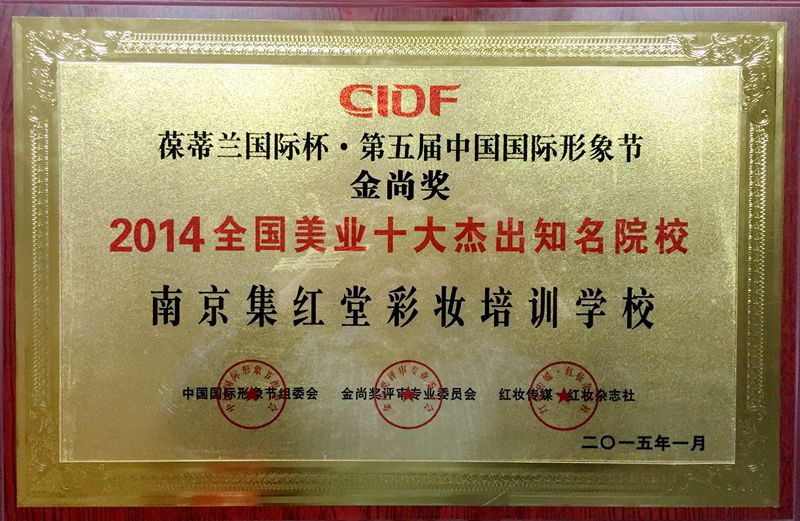 CIDF
葆蒂兰国际杯·第五届中国国际形象节
金尚奖
2014全国美业十大杰出知名院校
南京集红堂彩妆培训学校
中国国际形象节组委会 金尚奖评审专业委员会 红妆传媒·红妆杂志社
二〇一五年一月